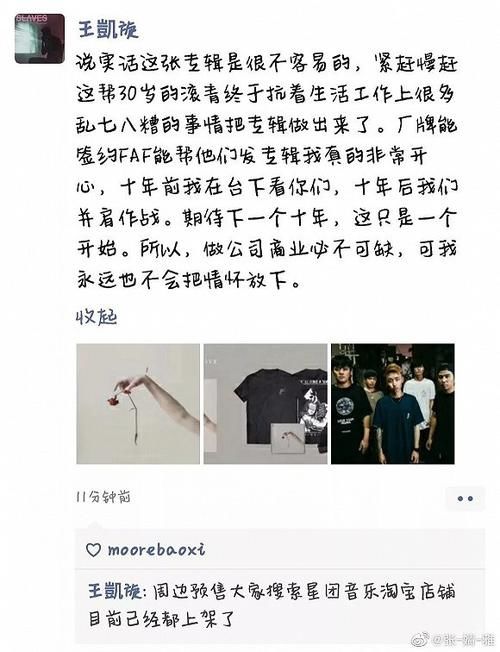 SLAVES
王凱旋
说实话这张专辑是很不容易的，紧赶慢赶
这帮30岁的滚青终于抗着生活工作上很多
乱七八糟的事情把专辑做出来了。厂牌能
签约FAF能帮他们发专辑我真的非常开
心，十年前我在台下看你们，十年后我们
并肩作战。期待下一个十年，这只是一个
开始。所以，做公司商业必不可缺，可我
永远也不会把情怀放下。
收起
11分钟前
moorebaoxi
王凱旋: 周边预售大家搜索星团音乐淘宝店铺
目前已经都上架了
@张-嫣-雅